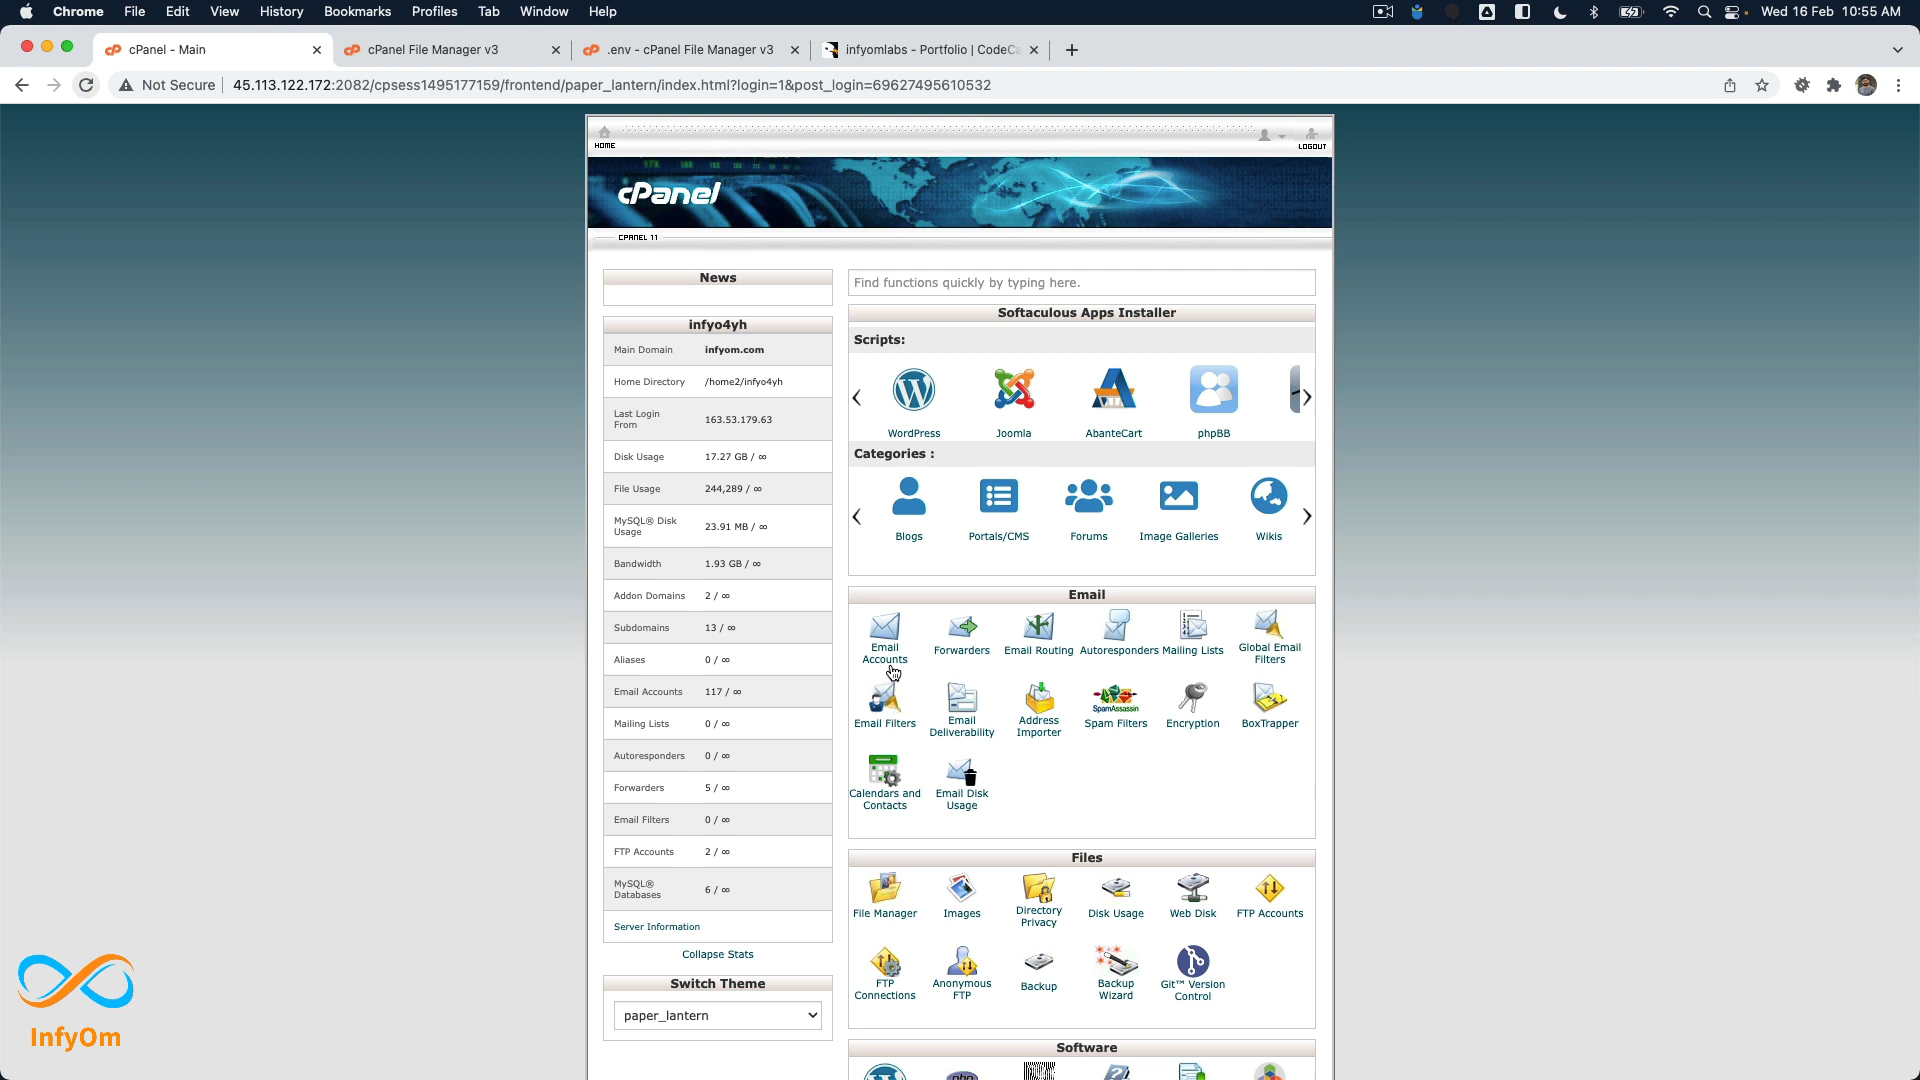 Chrome File Edit View History Bookmarks Profiles Tab Window Help Wed 16 Feb 10:55 AM
cPanel - Main cPanel File Manager v3 .env - cPanel File Manager v3 infyomlabs - Portfolio | CodeCa
Not Secure 45.113.122.172:2082/cpsess1495177159/frontend/paper_lantern/index.html?login=1&post_login=69627495610532
HOME
LOGOUT
cPanel
CPANEL 11
News
infyo4yh
Main Domain infyom.com
Home Directory /home2/infyo4yh
Last Login From 163.53.179.63
Disk Usage 17.27 GB / ∞
File Usage 244,289 / ∞
MySQL® Disk Usage 23.91 MB / ∞
Bandwidth 1.93 GB / ∞
Addon Domains 2 / ∞
Subdomains 13 / ∞
Aliases 0 / ∞
Email Accounts 117 / ∞
Mailing Lists 0 / ∞
Autoresponders 0 / ∞
Forwarders 5 / ∞
Email Filters 0 / ∞
FTP Accounts 2 / ∞
MySQL® Databases 6 / ∞
Server Information
Collapse Stats
Switch Theme
paper_lantern
Find functions quickly by typing here.
Softaculous Apps Installer
Scripts:
WordPress Joomla AbanteCart phpBB
Categories :
Blogs Portals/CMS Forums Image Galleries Wikis
Email
Email Accounts Forwarders Email Routing Autoresponders Mailing Lists Global Email Filters
SpamAssassin
Email Filters Email Deliverability Address Importer Spam Filters Encryption BoxTrapper
Calendars and Contacts Email Disk Usage
Files
File Manager Images Directory Privacy Disk Usage Web Disk FTP Accounts
FTP Connections Anonymous FTP Backup Backup Wizard Git™ Version Control
Software
php
InfyOm